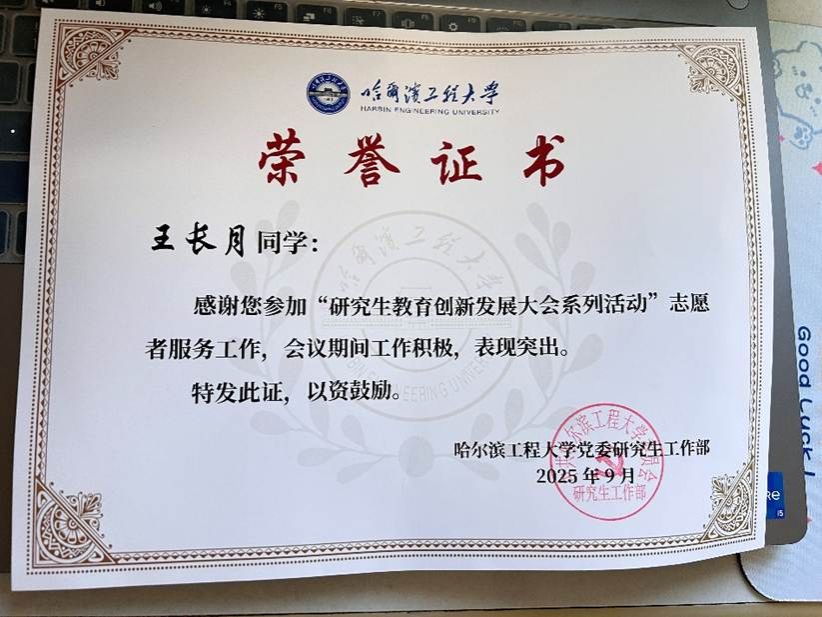 哈尔滨工程大学
HARBIN ENGINEERING UNIVERSITY
荣誉证书
王长月同学：
感谢您参加“研究生教育创新发展大会系列活动”志愿
者服务工作，会议期间工作积极，表现突出。
特发此证，以资鼓励。
哈尔滨工程大学党委研究生工作部
2025年9月
研究生工作部
Good Luck!
i5